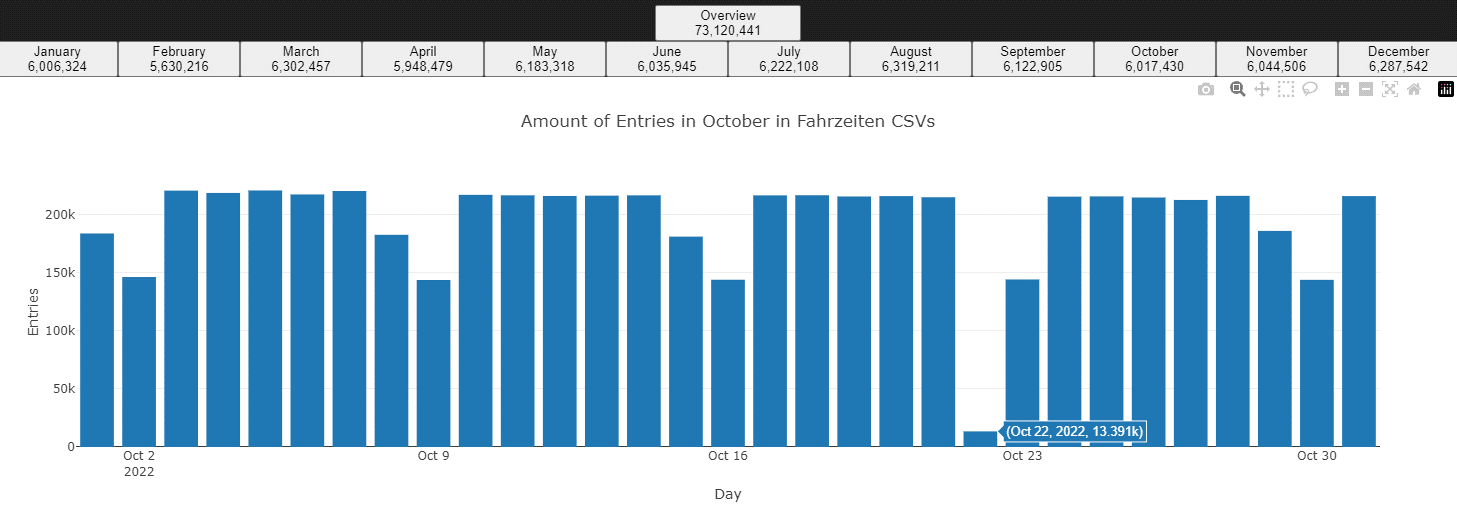 Overview
73,120,441
January
6,006,324
February
5,630,216
March
6,302,457
April
5,948,479
May
6,183,318
June
6,035,945
July
6,222,108
August
6,319,211
September
6,122,905
October
6,017,430
November
6,044,506
December
6,287,542
Amount of Entries in October in Fahrzeiten CSVs
Entries
200k
150k
100k
50k
0
(Oct 22, 2022, 13.391k)
Oct 2
2022
Oct 9
Oct 16
Oct 23
Oct 30
Day